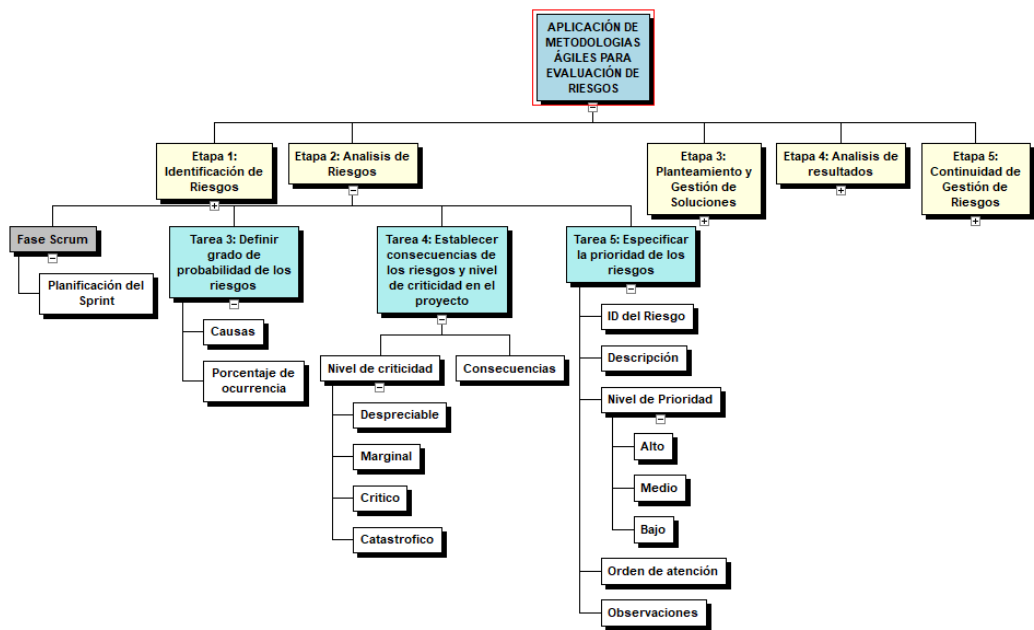 APLICACIÓN DE
METODOLOGIAS
ÁGILES PARA
EVALUACIÓN DE
RIESGOS
Etapa 1:
Identificación de
Riesgos
Etapa 2: Analisis de
Riesgos
Etapa 3:
Planteamiento y
Gestión de
Soluciones
Etapa 4: Analisis de
resultados
Etapa 5:
Continuidad de
Gestión de
Riesgos
Fase Scrum
Planificación del
Sprint
Tarea 3: Definir
grado de
probabilidad de los
riesgos
Causas
Porcentaje de
ocurrencia
Tarea 4: Establecer
consecuencias de
los riesgos y nivel
de criticidad en el
proyecto
Nivel de criticidad
Despreciable
Marginal
Critico
Catastrofico
Consecuencias
Tarea 5: Especificar
la prioridad de los
riesgos
ID del Riesgo
Descripción
Nivel de Prioridad
Alto
Medio
Bajo
Orden de atención
Observaciones